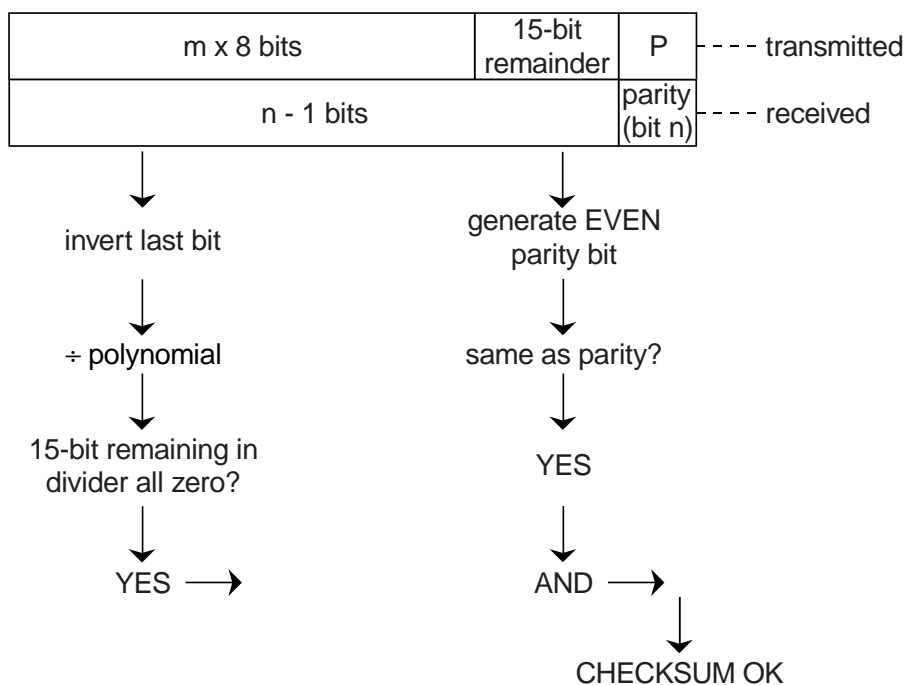 m x 8 bits
15-bit
remainder
P
transmitted
n - 1 bits
parity
(bit n)
received
invert last bit
generate EVEN
parity bit
÷ polynomial
same as parity?
15-bit remaining in
divider all zero?
YES
YES
AND
CHECKSUM OK